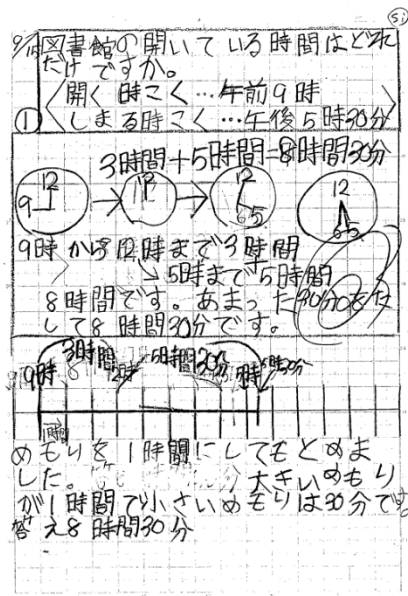 9/14 図書館の開いている時間はどれ
だけですか。
開く時こく…午前9時
① しまる時こく…午後5時30分
3時間+5時間=8時間30分
12 9
12
12 6 5
12 6 5
9時から12時まで3時間
5時まで5時間
8時間です。あまった30分をた
して8時間30分です。
3時間 5時間30分
9時 12時 5時 5時30分
1時間
めもりを1時間にしてもとめま
した。
大きいめもり
が1時間で小さいめもりは30分です。
答え8時間30分